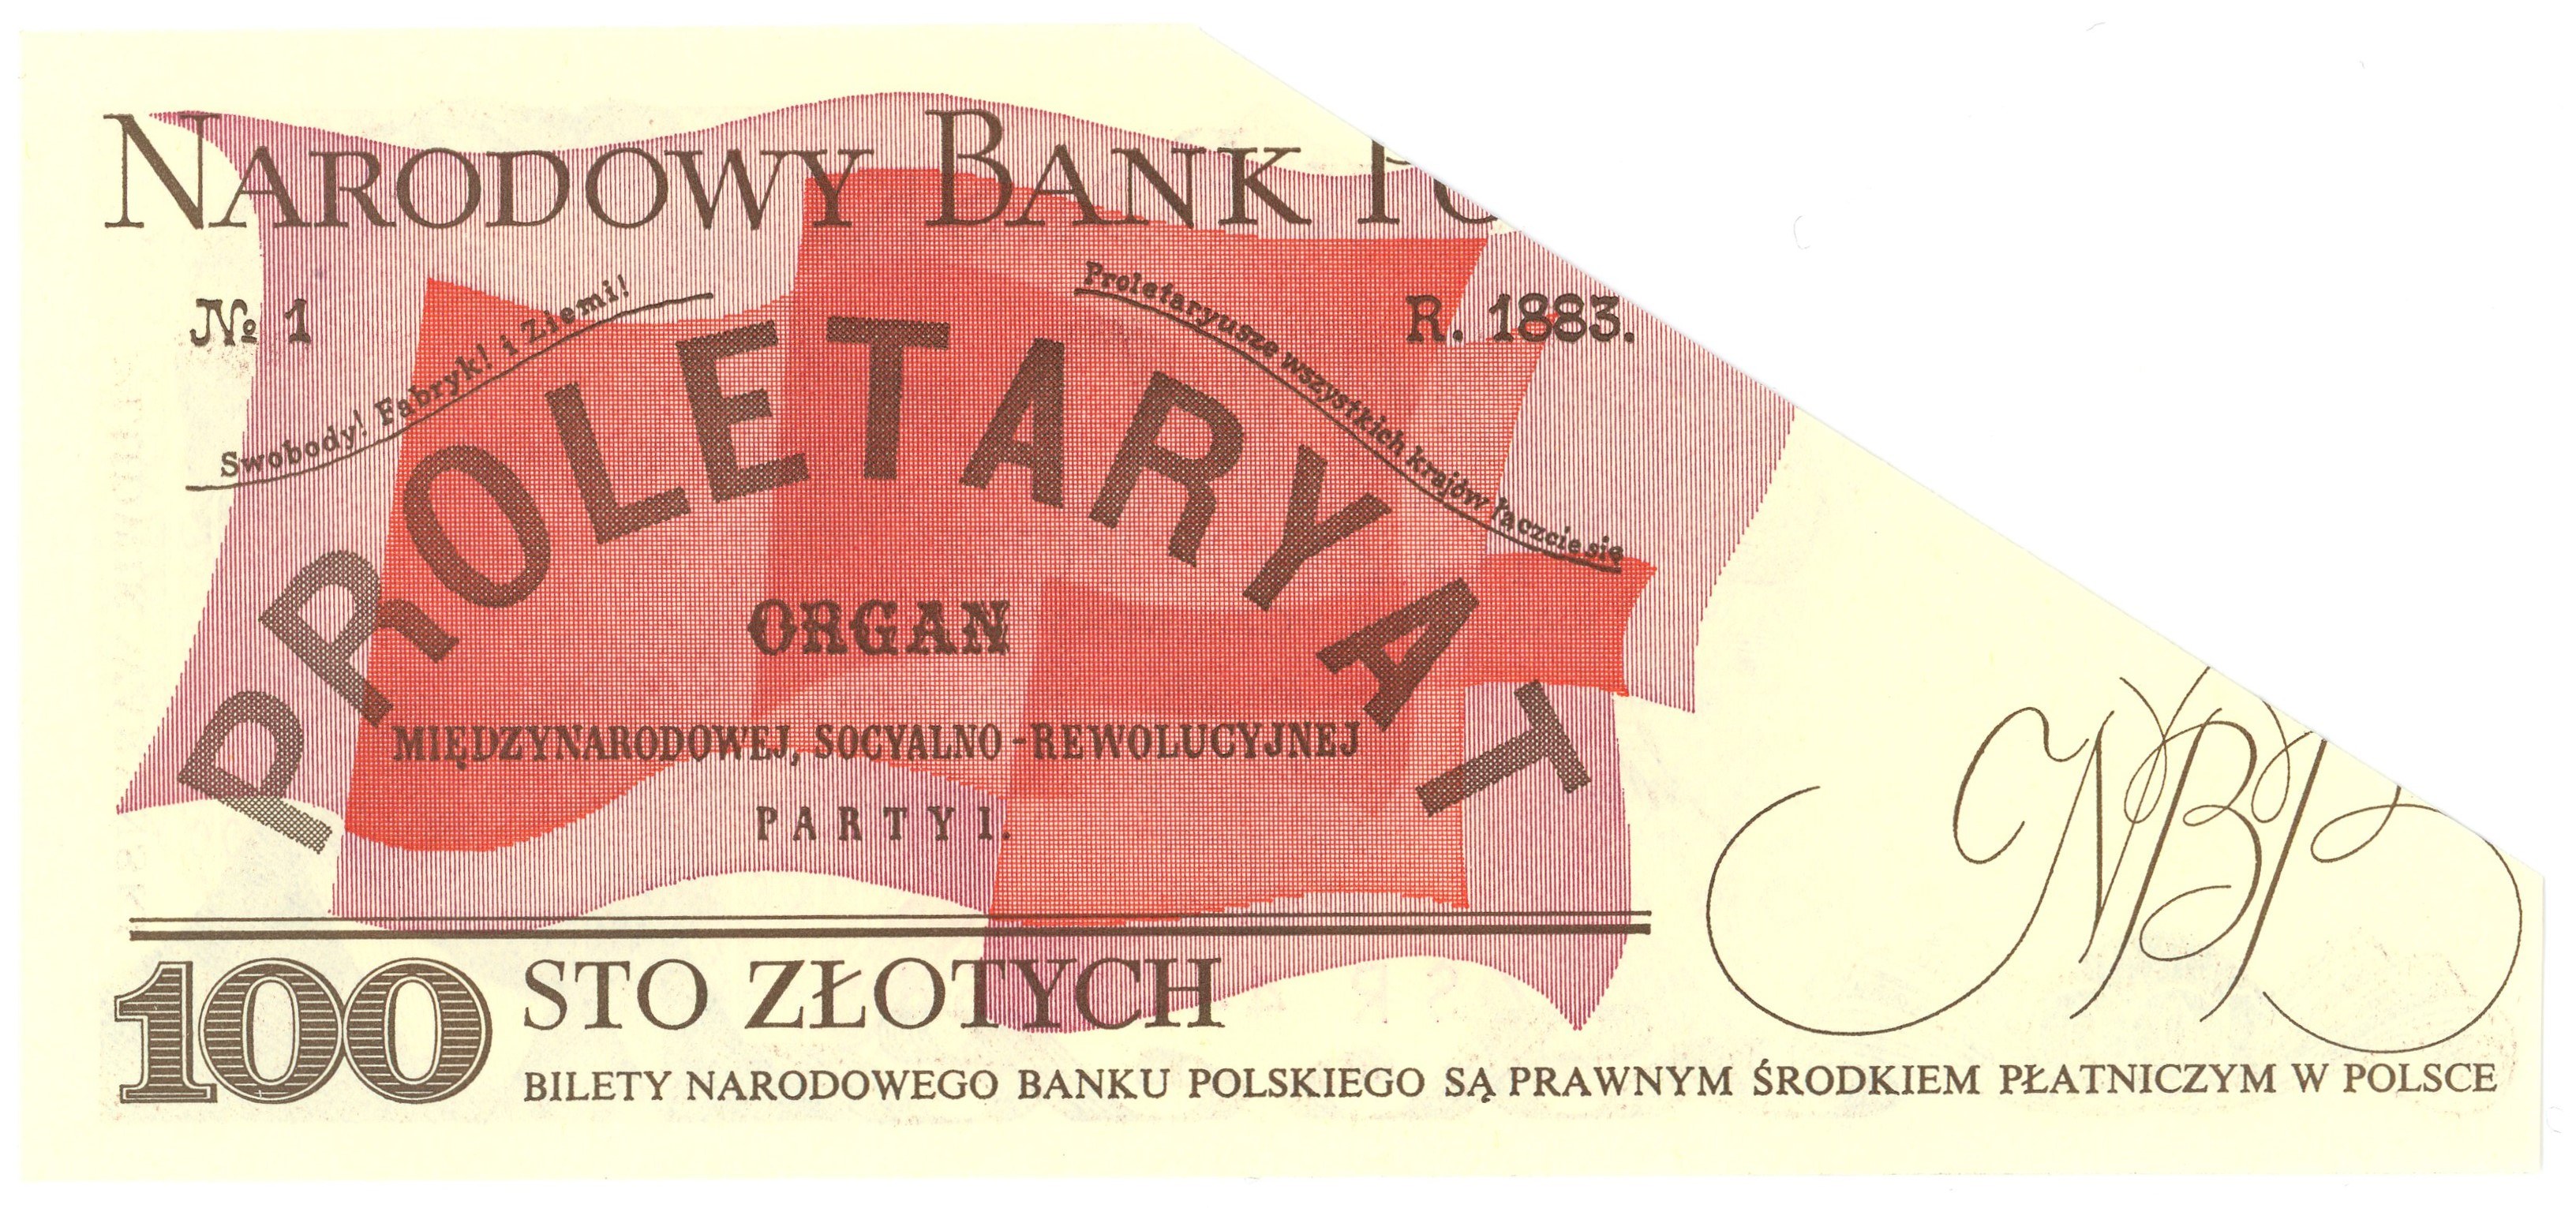 NARODOWY BANK PO
№ 1
R. 1883.
Swobody! Fabryk! i Ziemi!
Proletaryusze wszystkich krajów łączcie się
PROLETARYAT
ORGAN
MIĘDZYNARODOWEJ, SOCYALNO-REWOLUCYJNEJ
PARTYI.
100 STO ZŁOTYCH
BILETY NARODOWEGO BANKU POLSKIEGO SĄ PRAWNYM ŚRODKIEM PŁATNICZYM W POLSCE
NBP